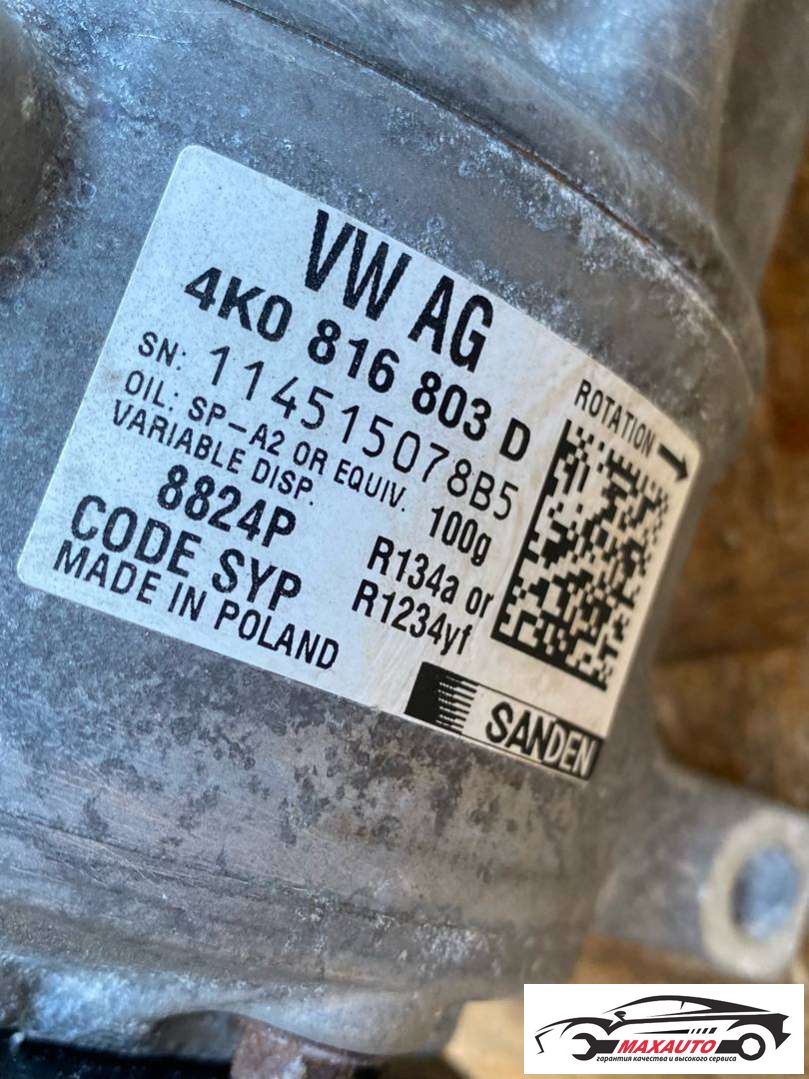 VW AG
4K0 816 803 D
SN: 114515078B5
OIL: SP-A2 OR EQUIV. 100g
VARIABLE DISP.
8824P
R134a or
CODE SYP
R1234yf
MADE IN POLAND
ROTATION
SANDEN
MAXAUTO
гарантия качества и высокого сервиса